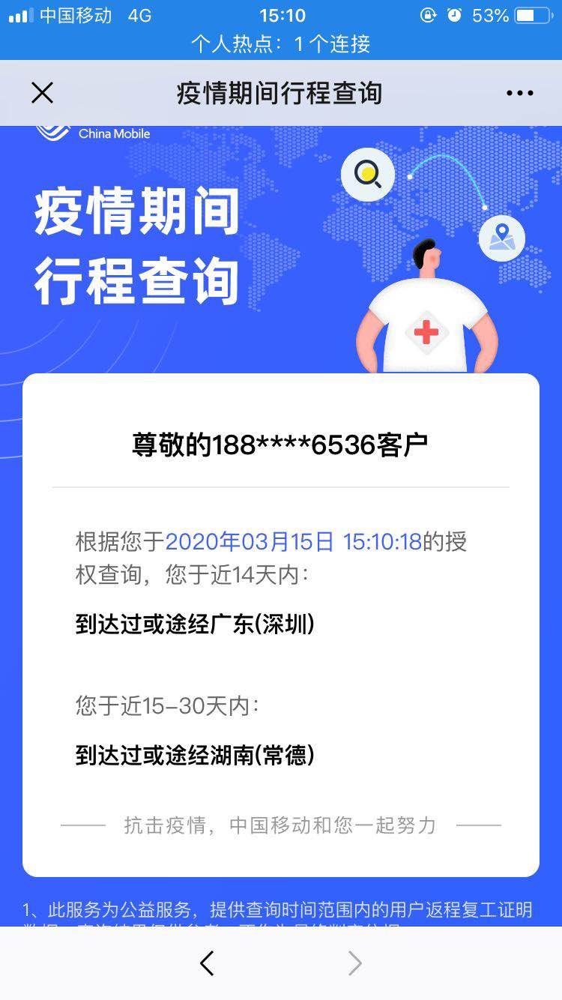 中国移动 4G 15:10 53%
个人热点：1 个连接
疫情期间行程查询
China Mobile
疫情期间
行程查询
尊敬的188****6536客户
根据您于2020年03月15日 15:10:18的授
权查询，您于近14天内：
到达过或途经广东(深圳)
您于近15-30天内：
到达过或途经湖南(常德)
抗击疫情，中国移动和您一起努力
1、此服务为公益服务，提供查询时间范围内的用户返程复工证明